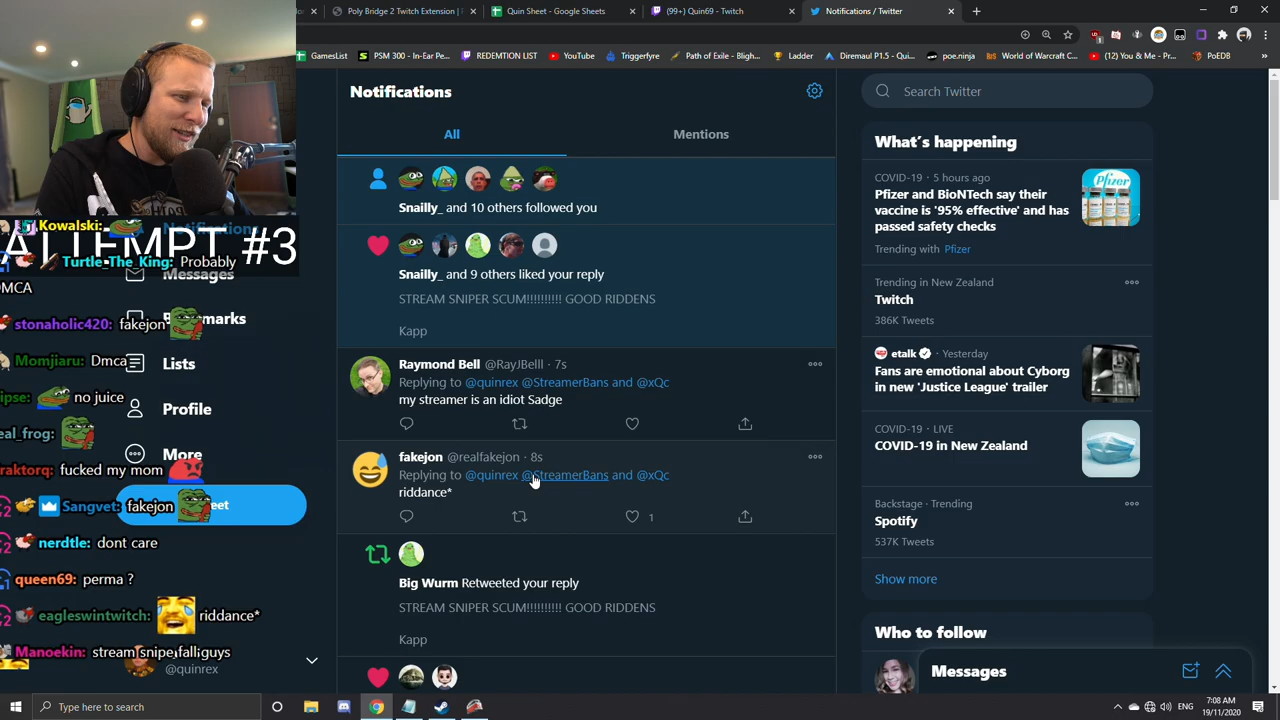 Poly Bridge 2 Twitch Extension |
Quin Sheet - Google Sheets
(99+) Quin69 - Twitch
Notifications / Twitter
GamesList
PSM 300 - In-Ear Pe...
REDEMTION LIST
YouTube
Triggerfyre
Path of Exile - Bligh...
Ladder
Diremaul P1.5 - Qui...
poe.ninja
World of Warcraft C...
(12) (You & Me - Pr...
PoEDB
Notifications
All
Mentions
Snailly_ and 10 others followed you
Snailly_ and 9 others liked your reply
STREAM SNIPER SCUM!!!!!!!!!! GOOD RIDDENS
Kapp
Raymond Bell @RayJBelll · 7s
Replying to @quinrex @StreamerBans and @xQc
my streamer is an idiot Sadge
fakejon @realfakejon · 8s
Replying to @quinrex @StreamerBans and @xQc
riddance*
1
Big Wurm Retweeted your reply
STREAM SNIPER SCUM!!!!!!!!!! GOOD RIDDENS
Kapp
Search Twitter
What's happening
COVID-19 · 5 hours ago
Pfizer and BioNTech say their
vaccine is '95% effective' and has
passed safety checks
Trending with Pfizer
Trending in New Zealand
Twitch
386K Tweets
etalk · Yesterday
Fans are emotional about Cyborg
in new 'Justice League' trailer
COVID-19 · LIVE
COVID-19 in New Zealand
Backstage · Trending
Spotify
537K Tweets
Show more
Who to follow
Messages
Notifications
Kowalski:
ATTEMPT #3
Turtle_The_King: Probably
DMCA
Messages
stonaholic420: fakejon
Momjiaru: Dmca
Lists
no juice
Profile
eal_frog:
More
raktorq: fucked my mom
Sangvet: fakejon
nerdtle: dont care
queen69: perma ?
eagleswintwitch: riddance*
Manoekin: stream snipe fall guys
@quinrex
Type here to search
ENG
7:08 AM
19/11/2020